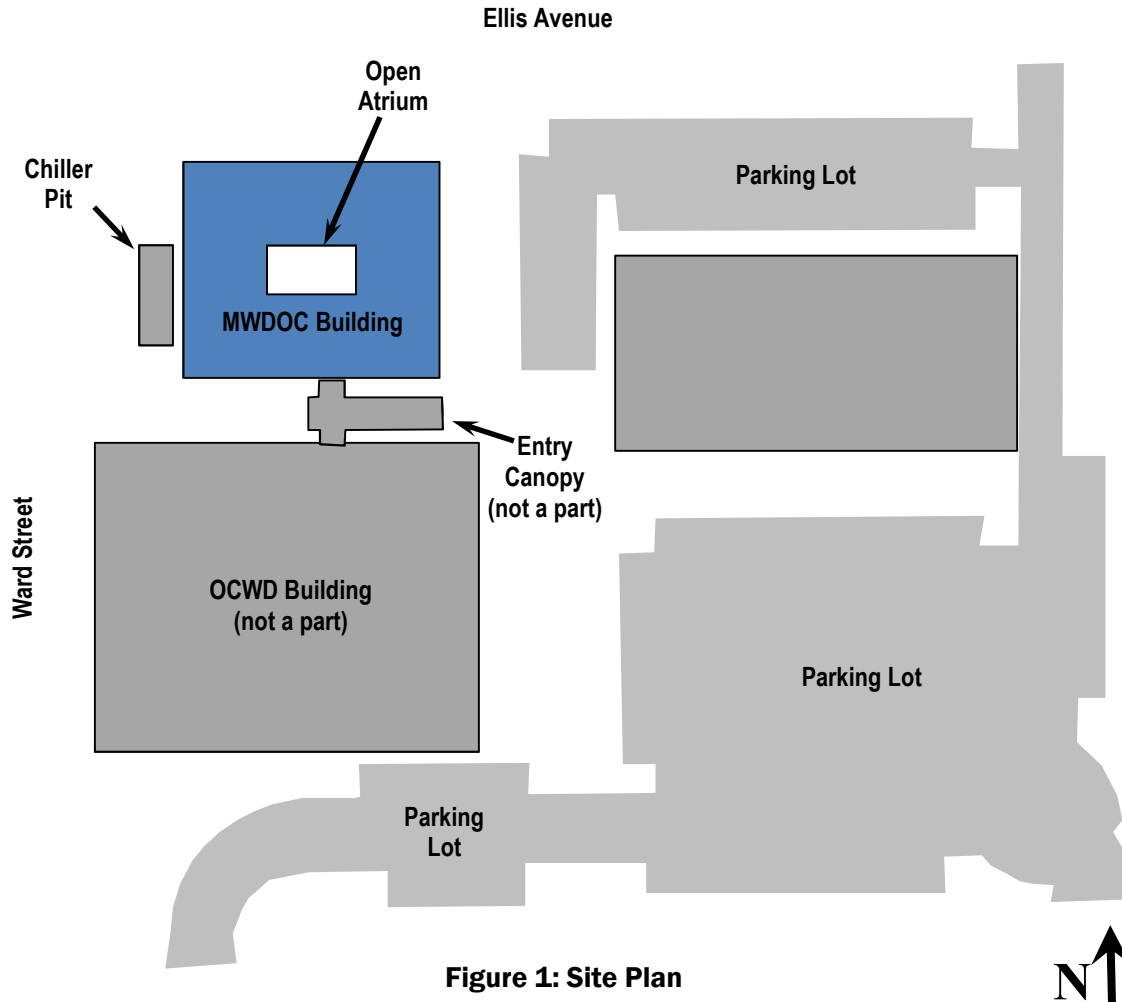 Ellis Avenue
Open
Atrium
Chiller
Pit
Parking Lot
MWDOC Building
Entry
Canopy
(not a part)
Ward Street
OCWD Building
(not a part)
Parking Lot
Parking
Lot
Figure 1: Site Plan
N